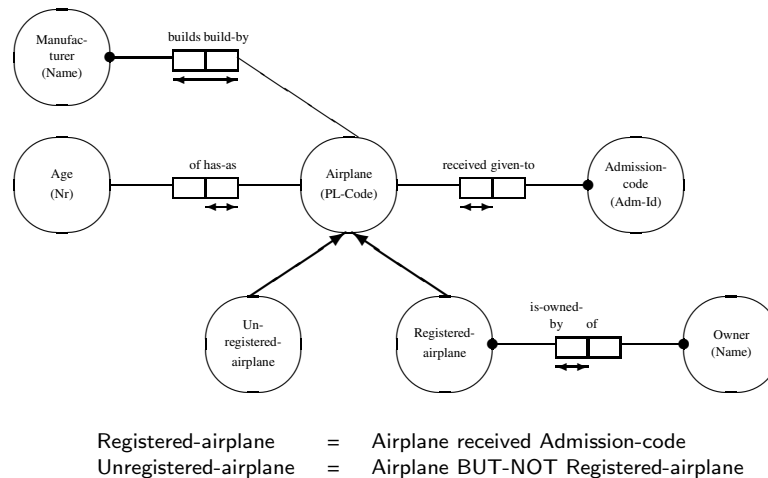 Manufac-
turer
(Name)
builds build-by
Age
(Nr)
of has-as
Airplane
(PL-Code)
received given-to
Admission-
code
(Adm-Id)
Un-
registered-
airplane
Registered-
airplane
is-owned-
by of
Owner
(Name)
Registered-airplane = Airplane received Admission-code
Unregistered-airplane = Airplane BUT-NOT Registered-airplane